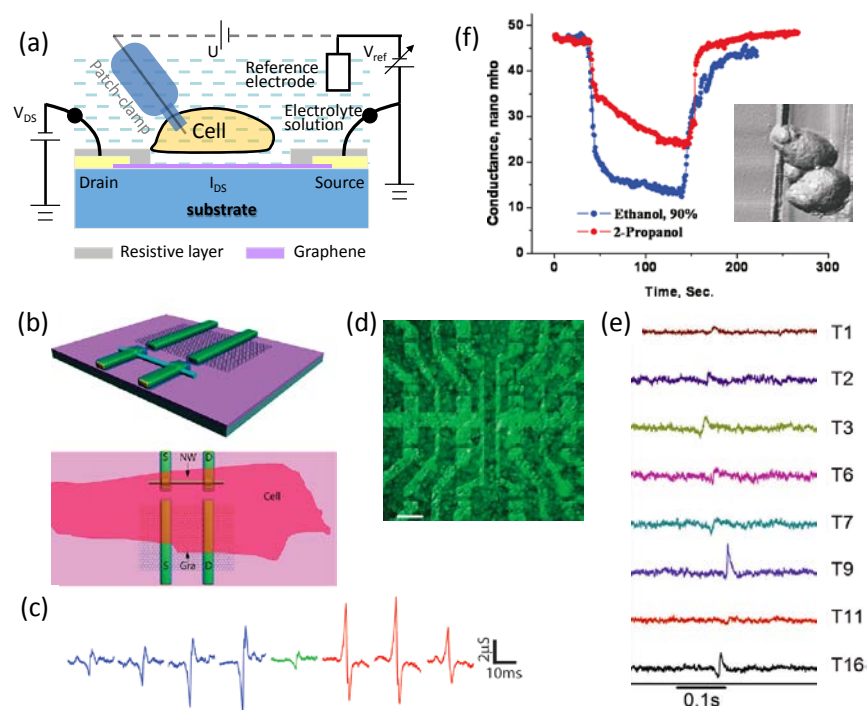 (a)
U
Patch-clamp
Reference
electrode
V_ref
V_DS
Electrolyte
solution
Cell
Drain
I_DS
Source
substrate
Resistive layer
Graphene
(f)
50
40
30
20
10
0
Conductance, nano mho
Ethanol, 90%
2-Propanol
0
100
200
300
Time, Sec.
(b)
S
NW
D
Cell
S
Gra
D
(c)
2μS
10ms
(d)
(e)
T1
T2
T3
T6
T7
T9
T11
T16
0.1s